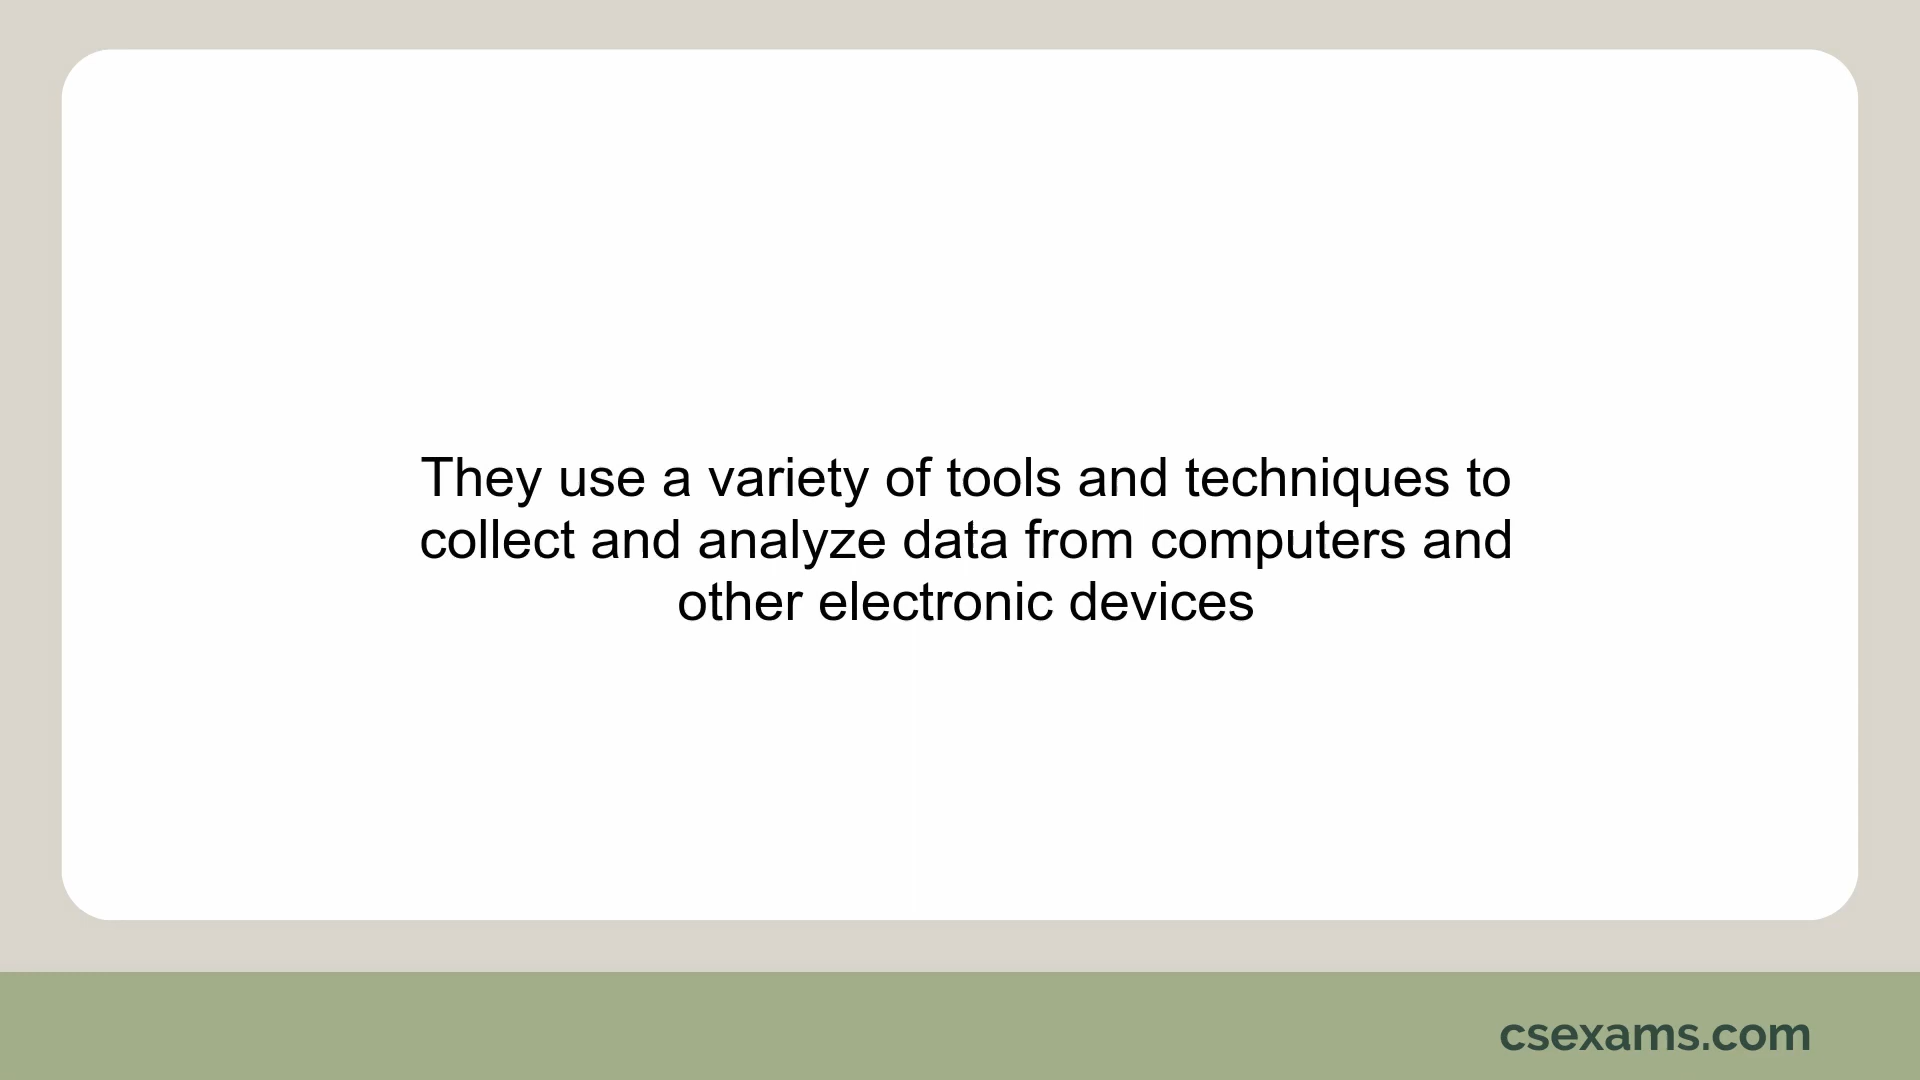 They use a variety of tools and techniques to
collect and analyze data from computers and
other electronic devices
csexams.com